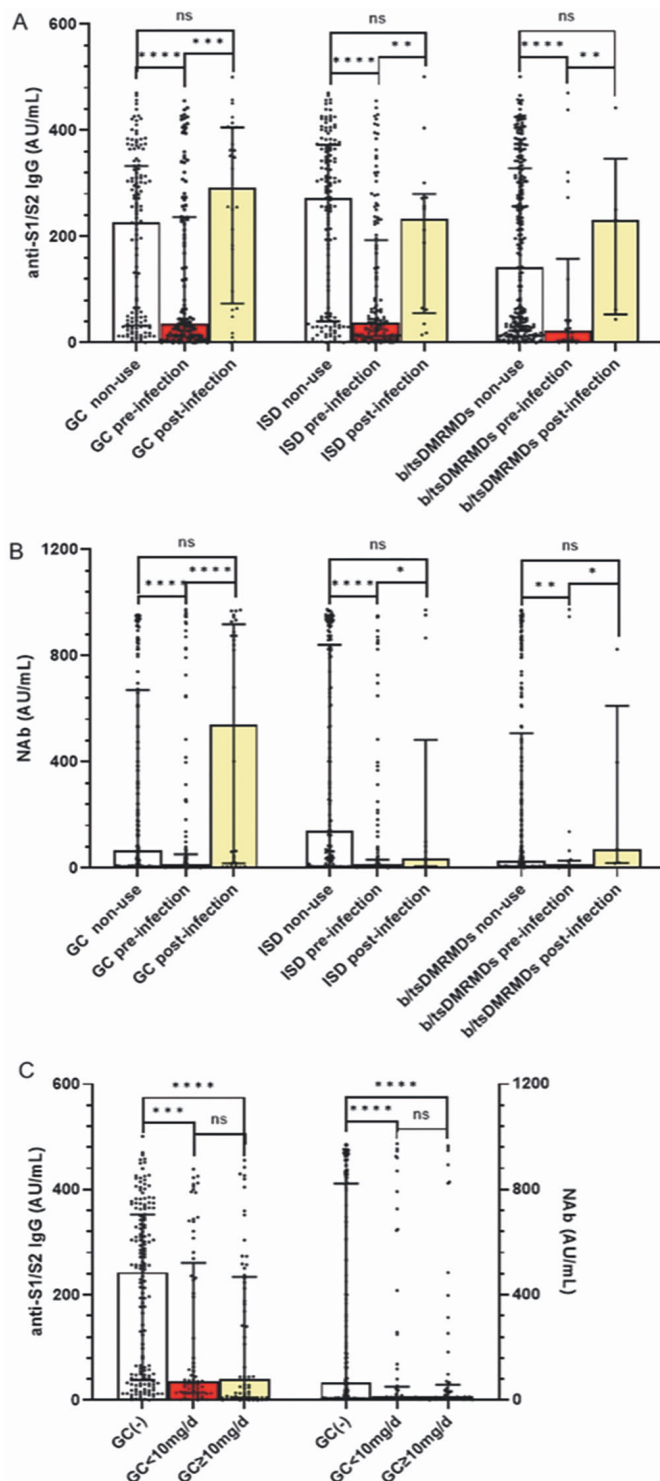 A
ns
ns
ns
**** *** **** ** **** **
anti-S1/S2 IgG (AU/mL)
600
400
200
0
GC non-use
GC pre-infection
GC post-infection
ISD non-use
ISD pre-infection
ISD post-infection
b/tsDMRMDs non-use
b/tsDMRMDs pre-infection
b/tsDMRMDs post-infection
B
ns
ns
ns
**** **** **** * ** *
NAb (AU/mL)
1200
800
400
0
GC non-use
GC pre-infection
GC post-infection
ISD non-use
ISD pre-infection
ISD post-infection
b/tsDMRMDs non-use
b/tsDMRMDs pre-infection
b/tsDMRMDs post-infection
C
**** ****
*** ns **** ns
anti-S1/S2 IgG (AU/mL)
600
400
200
0
NAb (AU/mL)
1200
800
400
0
GC(-)
GC<10mg/d
GC≥10mg/d
GC(-)
GC<10mg/d
GC≥10mg/d